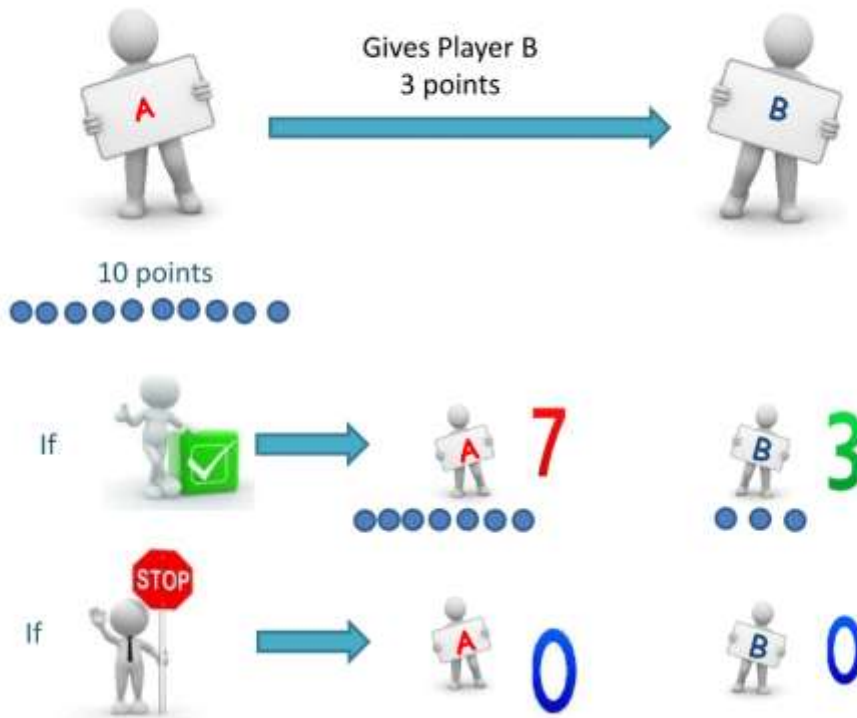 Gives Player B
3 points
A
B
10 points
If
A
7
B
3
STOP
If
A
0
B
0